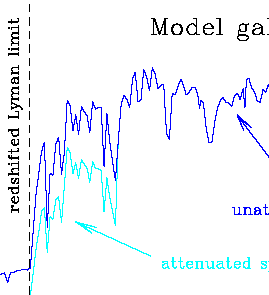 Model gal
redshifted Lyman limit
unat
attenuated s